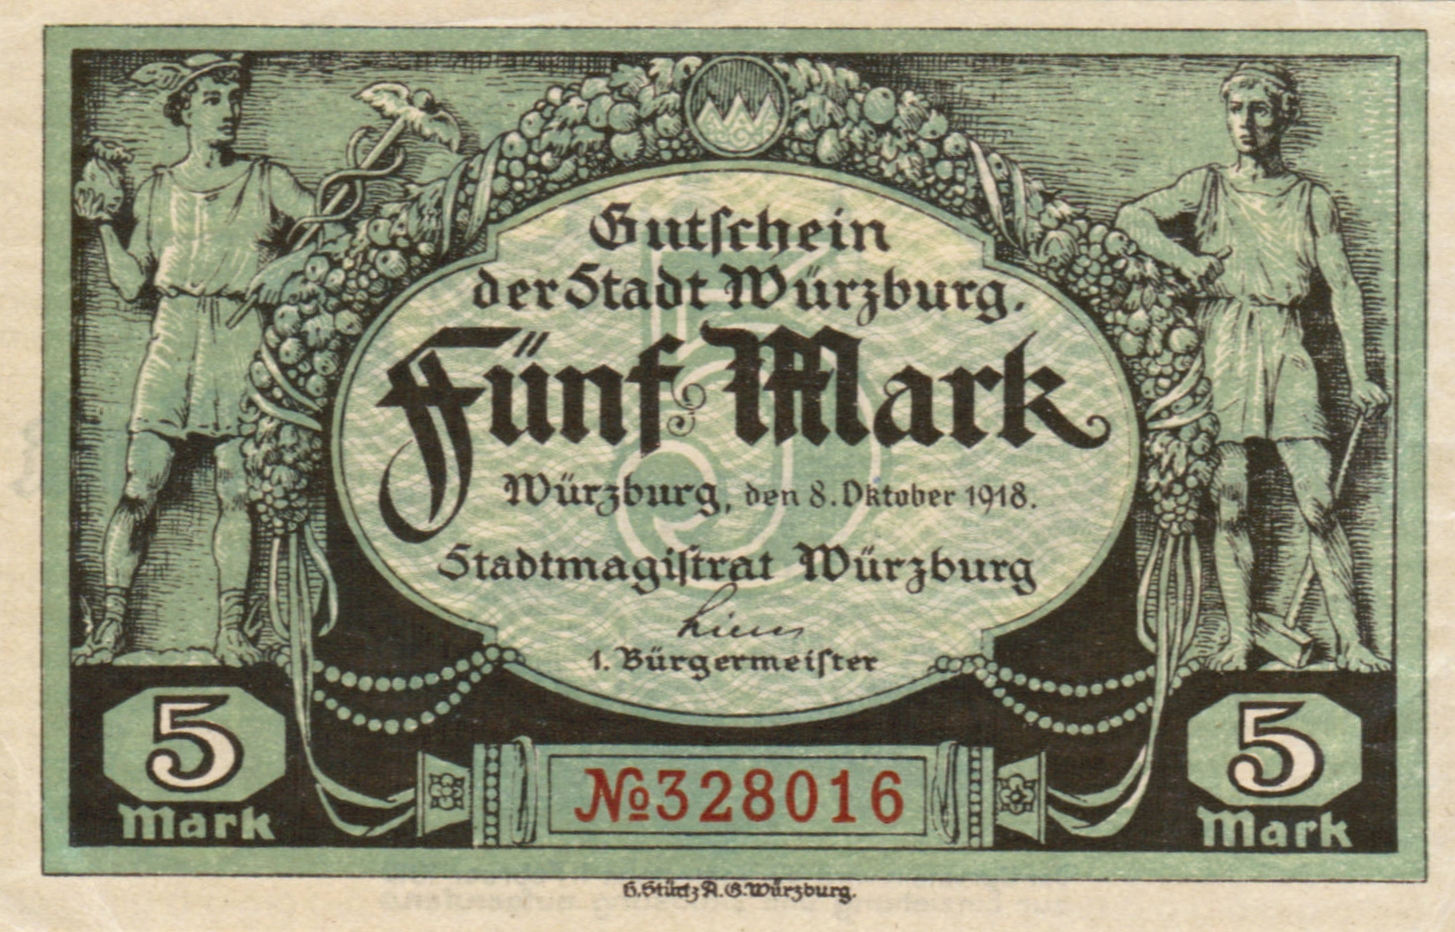 Gutschein
der Stadt Würzburg.
5
Fünf Mark
Würzburg, den 8. Oktober 1918.
Stadtmagistrat Würzburg
1. Bürgermeister
5
Mark
№328016
5
Mark
H. Stürtz A. G. Würzburg.